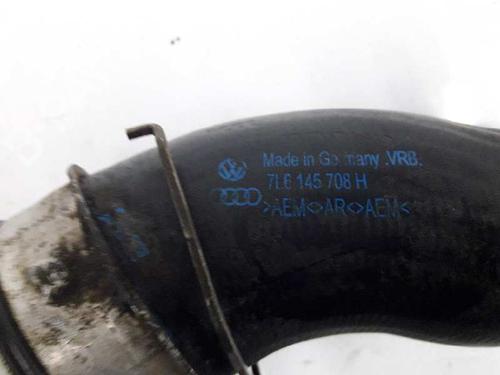 Made in Germany .VRB.
7L6 145 708 H
>AEM<>AR<>AEM<